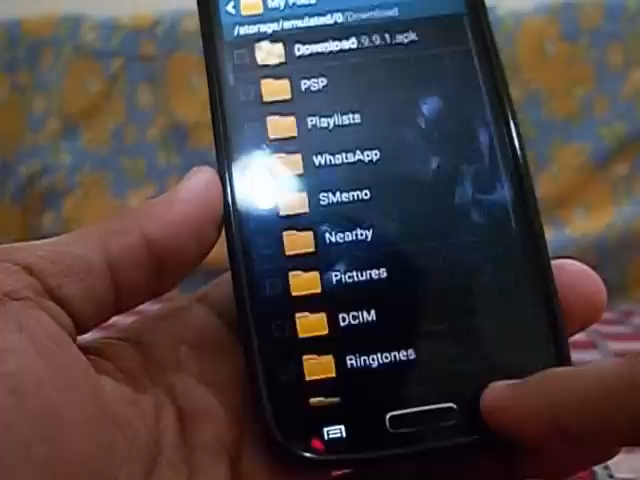 My Files
/storage/emulated/0/Download
Download
9.9.1.apk
PSP
Playlists
WhatsApp
SMemo
Nearby
Pictures
DCIM
Ringtones